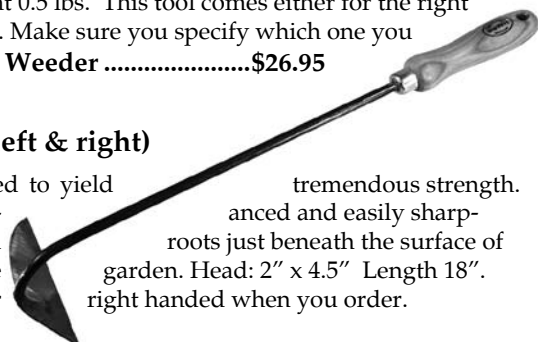 at 0.5 lbs. This tool comes either for the right
. Make sure you specify which one you
Weeder ......................$26.95
eft & right)
ed to yield tremendous strength.
anced and easily sharp-
roots just beneath the surface of
garden. Head: 2” x 4.5” Length 18”.
right handed when you order.